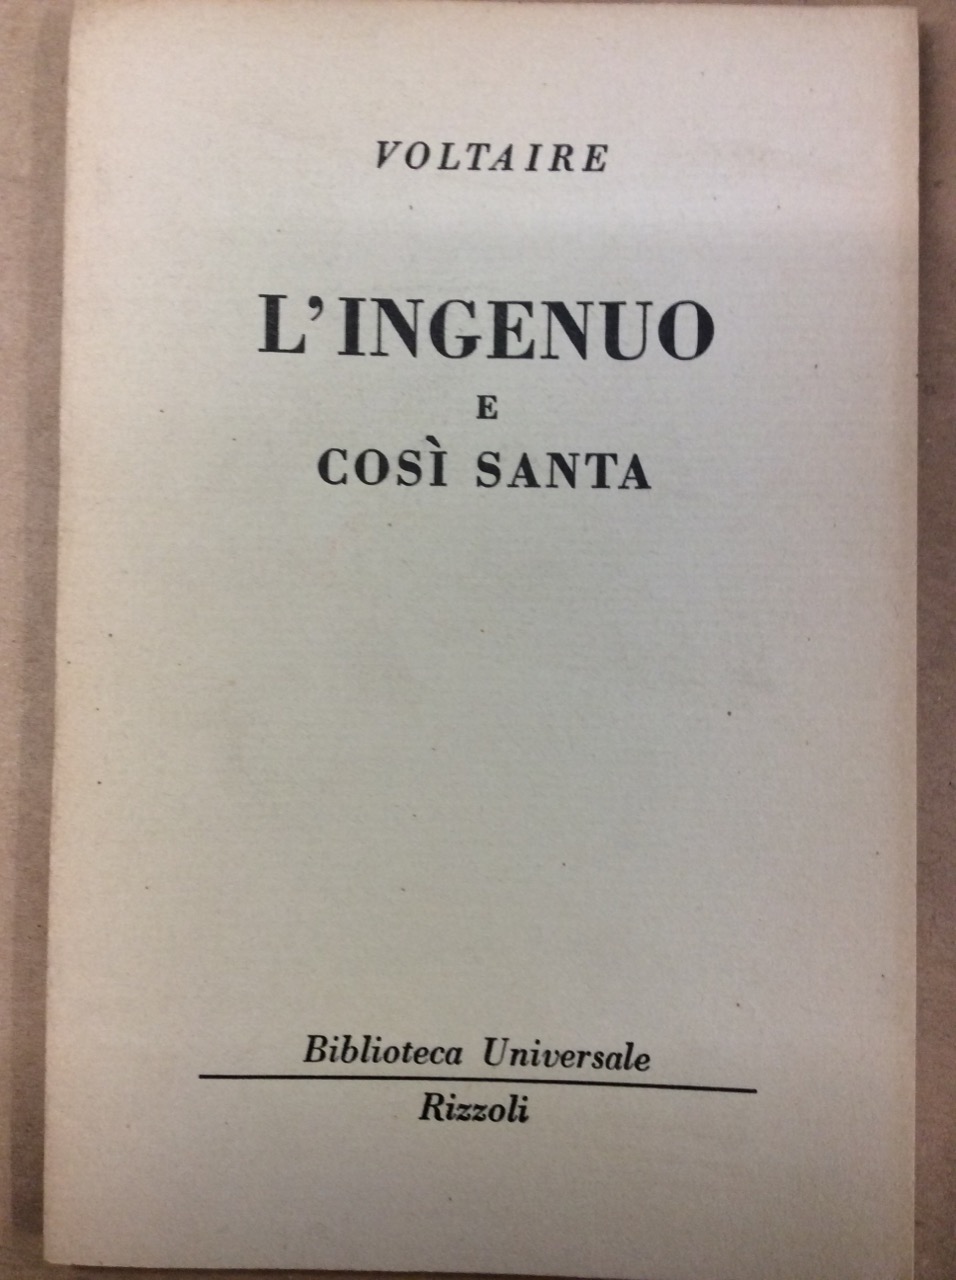 VOLTAIRE
L'INGENUO
E
COSÌ SANTA
Biblioteca Universale
Rizzoli